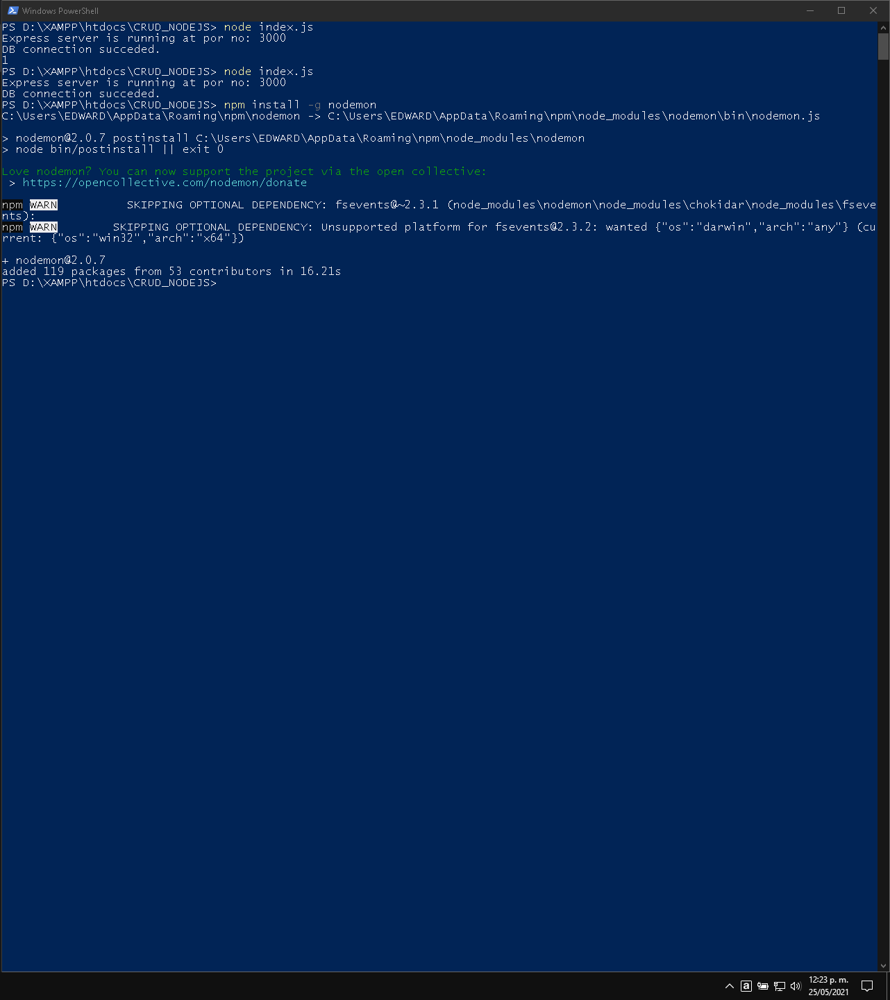 Windows PowerShell
PS D:\XAMPP\htdocs\CRUD_NODEJS> node index.js
Express server is running at por no: 3000
DB connection succeded.
1
PS D:\XAMPP\htdocs\CRUD_NODEJS> node index.js
Express server is running at por no: 3000
DB connection succeded.
PS D:\XAMPP\htdocs\CRUD_NODEJS> npm install -g nodemon
C:\Users\EDWARD\AppData\Roaming\npm\nodemon -> C:\Users\EDWARD\AppData\Roaming\npm\node_modules\nodemon\bin\nodemon.js
> nodemon@2.0.7 postinstall C:\Users\EDWARD\AppData\Roaming\npm\node_modules\nodemon
> node bin/postinstall || exit 0
Love nodemon? You can now support the project via the open collective:
> https://opencollective.com/nodemon/donate
npm WARN SKIPPING OPTIONAL DEPENDENCY: fsevents@~2.3.1 (node_modules\nodemon\node_modules\chokidar\node_modules\fseve
nts):
npm WARN SKIPPING OPTIONAL DEPENDENCY: Unsupported platform for fsevents@2.3.2: wanted {"os":"darwin","arch":"any"} (cu
rrent: {"os":"win32","arch":"x64"})
+ nodemon@2.0.7
added 119 packages from 53 contributors in 16.21s
PS D:\XAMPP\htdocs\CRUD_NODEJS>
a
12:23 p. m.
25/05/2021